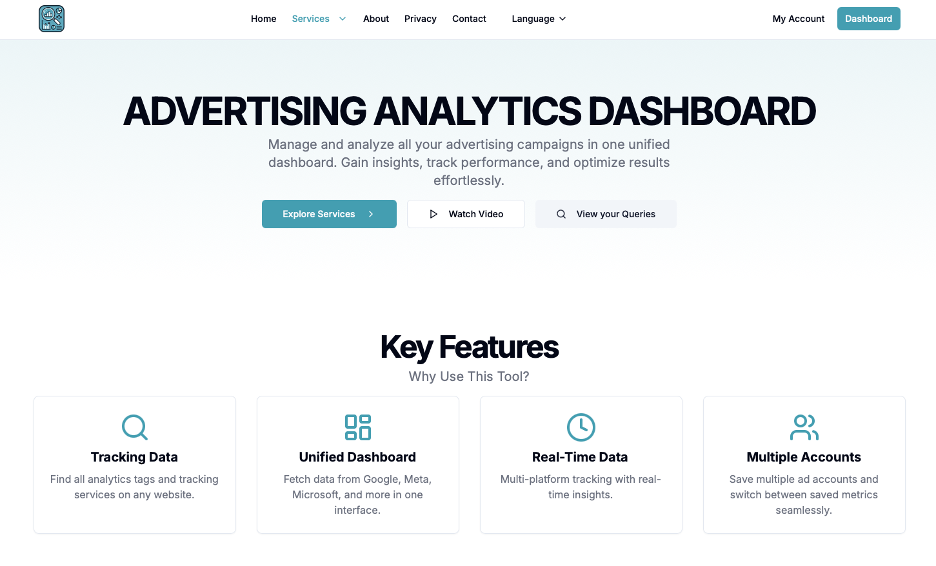 Home Services About Privacy Contact Language My Account Dashboard
ADVERTISING ANALYTICS DASHBOARD
Manage and analyze all your advertising campaigns in one unified
dashboard. Gain insights, track performance, and optimize results
effortlessly.
Explore Services Watch Video View your Queries
Key Features
Why Use This Tool?
Tracking Data
Find all analytics tags and tracking
services on any website.
Unified Dashboard
Fetch data from Google, Meta,
Microsoft, and more in one
interface.
Real-Time Data
Multi-platform tracking with real-
time insights.
Multiple Accounts
Save multiple ad accounts and
switch between saved metrics
seamlessly.